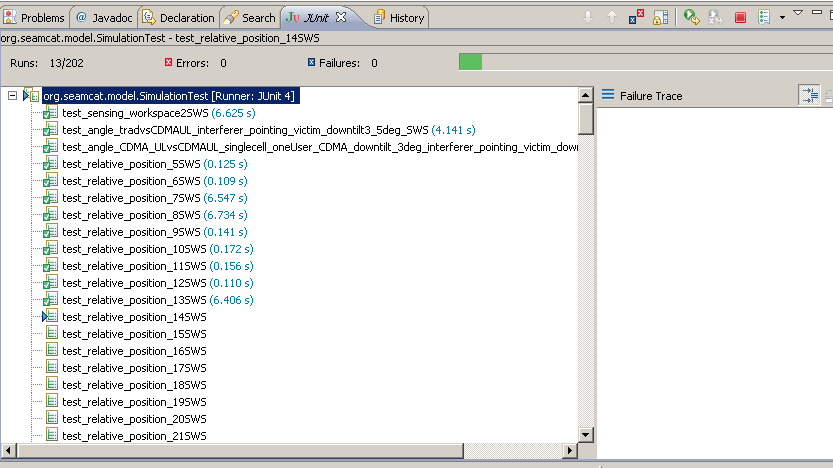 Problems @ Javadoc Declaration Search JUnit History
org.seamcat.model.SimulationTest - test_relative_position_14SWS
Runs: 13/202 Errors: 0 Failures: 0
org.seamcat.model.SimulationTest [Runner: JUnit 4] Failure Trace
test_sensing_workspace2SWS (6.625 s)
test_angle_tradvsCDMAUL_interferer_pointing_victim_downtilt3_5deg_SWS (4.141 s)
test_angle_CDMA_ULvsCDMAUL_singlecell_oneUser_CDMA_downtilt_3deg_interferer_pointing_victim_dow
test_relative_position_5SWS (0.125 s)
test_relative_position_6SWS (0.109 s)
test_relative_position_7SWS (6.547 s)
test_relative_position_8SWS (6.734 s)
test_relative_position_9SWS (0.141 s)
test_relative_position_10SWS (0.172 s)
test_relative_position_11SWS (0.156 s)
test_relative_position_12SWS (0.110 s)
test_relative_position_13SWS (6.406 s)
test_relative_position_14SWS
test_relative_position_15SWS
test_relative_position_16SWS
test_relative_position_17SWS
test_relative_position_18SWS
test_relative_position_19SWS
test_relative_position_20SWS
test_relative_position_21SWS